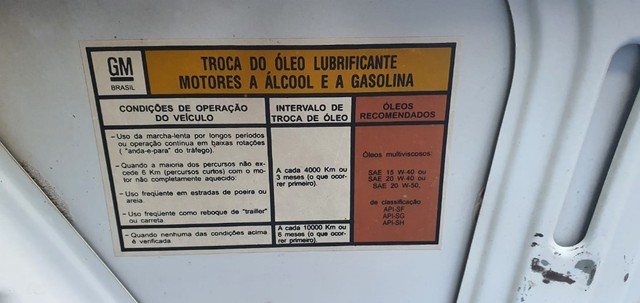 GM
BRASIL
TROCA DO ÓLEO LUBRIFICANTE
MOTORES A ÁLCOOL E A GASOLINA
CONDIÇÕES DE OPERAÇÃO
DO VEÍCULO
- Uso da marcha-lenta por longos períodos
ou operação contínua em baixas rotações
( "anda-e-para" do tráfego).
- Quando a maioria dos percursos não ex-
cede 6 Km (percursos curtos) com o mo-
tor não completamente aquecido:
- Uso freqüente em estradas de poeira ou
areia.
- Uso freqüente como reboque de "trailler"
ou carreta.
- Quando nenhuma das condições acima
é verificada
INTERVALO DE
TROCA DE ÓLEO
A cada 4000 Km ou
3 meses (o que ocor-
rer primeiro).
A cada 10000 Km ou
6 meses (o que ocor-
rer primeiro).
ÓLEOS
RECOMENDADOS
Óleos multiviscosos:
SAE 15 W-40 ou
SAE 20 W-40 ou
SAE 20 W-50,
de classificação
API-SF
API-SG
API-SH